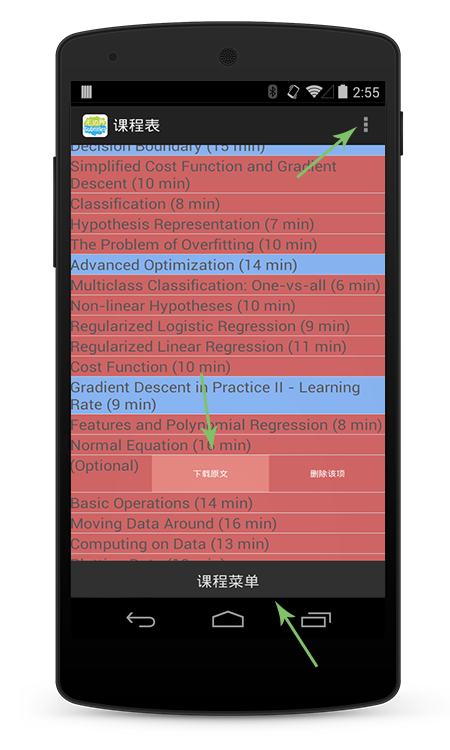 2:55
课程表
Decision Boundary (15 min)
Simplified Cost Function and Gradient
Descent (10 min)
Classification (8 min)
Hypothesis Representation (7 min)
The Problem of Overfitting (10 min)
Advanced Optimization (14 min)
Multiclass Classification: One-vs-all (6 min)
Non-linear Hypotheses (10 min)
Regularized Logistic Regression (9 min)
Regularized Linear Regression (11 min)
Cost Function (10 min)
Gradient Descent in Practice II - Learning
Rate (9 min)
Features and Polynomial Regression (8 min)
Normal Equation (16 min)
(Optional)
下载原文
删除该项
Basic Operations (14 min)
Moving Data Around (16 min)
Computing on Data (13 min)
课程菜单